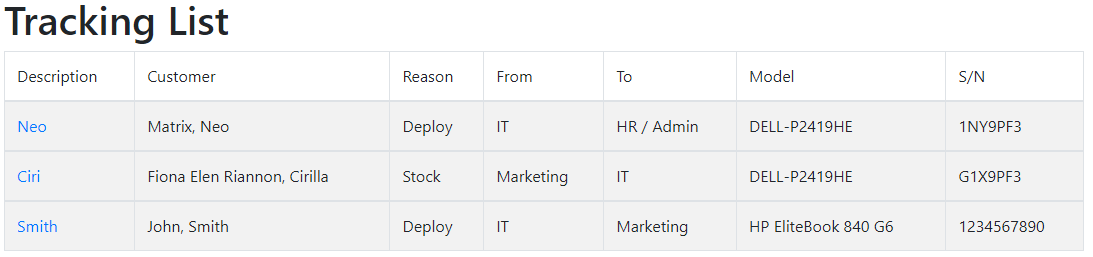 Tracking List
Description Customer Reason From To Model S/N
Neo Matrix, Neo Deploy IT HR / Admin DELL-P2419HE 1NY9PF3
Ciri Fiona Elen Riannon, Cirilla Stock Marketing IT DELL-P2419HE G1X9PF3
Smith John, Smith Deploy IT Marketing HP EliteBook 840 G6 1234567890